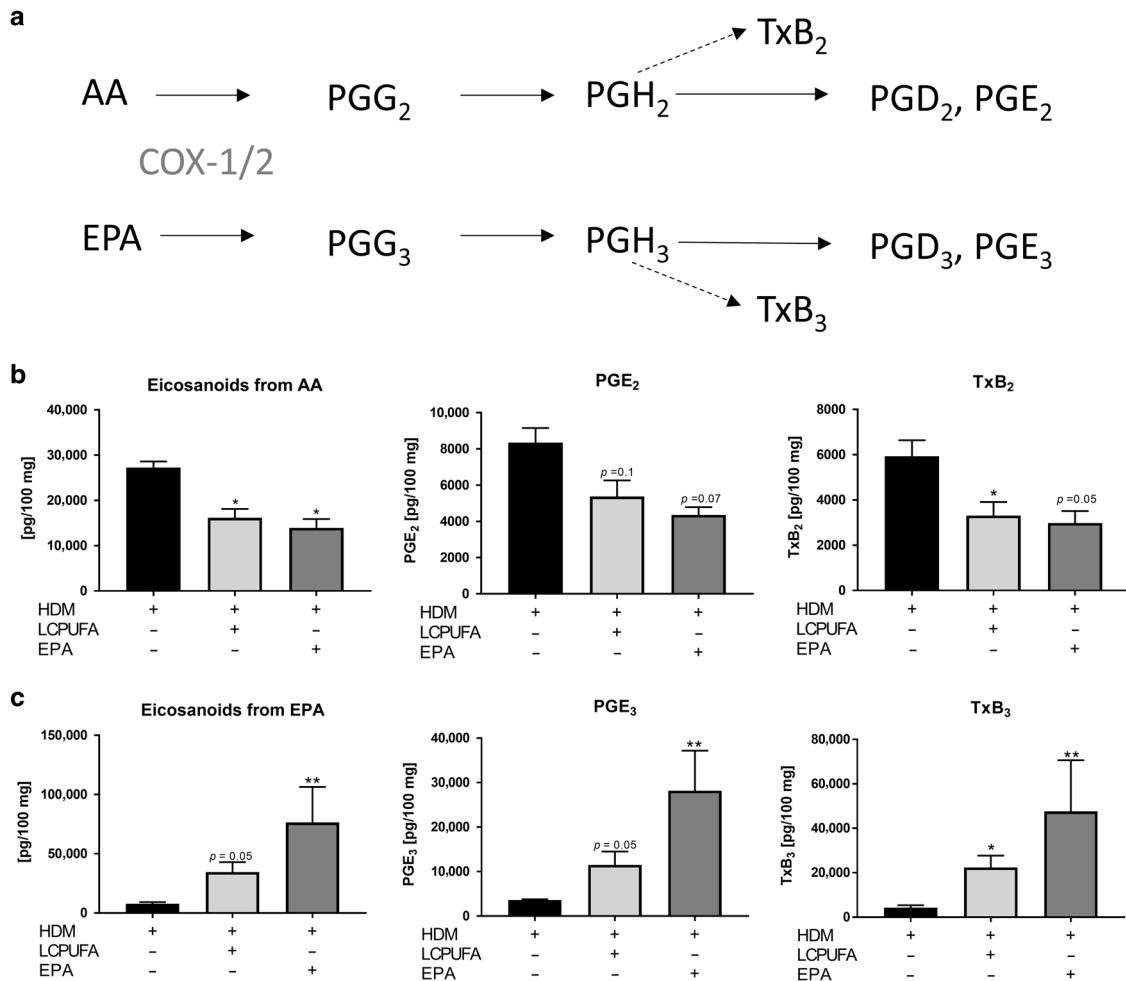 a
TxB₂
AA
PGG₂
PGH₂
PGD₂, PGE₂
COX-1/2
EPA
PGG₃
PGH₃
PGD₃, PGE₃
TxB₃
b
Eicosanoids from AA
[pg/100 mg]
40,000
30,000
20,000
10,000
0
*
*
HDM + + +
LCPUFA – + –
EPA – – +
PGE₂
PGE₂ [pg/100 mg]
10,000
8000
6000
4000
2000
0
p =0.1
p =0.07
HDM + + +
LCPUFA – + –
EPA – – +
TxB₂
TxB₂ [pg/100 mg]
8000
6000
4000
2000
0
*
p =0.05
HDM + + +
LCPUFA – + –
EPA – – +
c
Eicosanoids from EPA
[pg/100 mg]
150,000
100,000
50,000
0
p = 0.05
**
HDM + + +
LCPUFA – + –
EPA – – +
PGE₃
PGE₃ [pg/100 mg]
40,000
30,000
20,000
10,000
0
p = 0.05
**
HDM + + +
LCPUFA – + –
EPA – – +
TxB₃
TxB₃ [pg/100 mg]
80,000
60,000
40,000
20,000
0
*
**
HDM + + +
LCPUFA – + –
EPA – – +